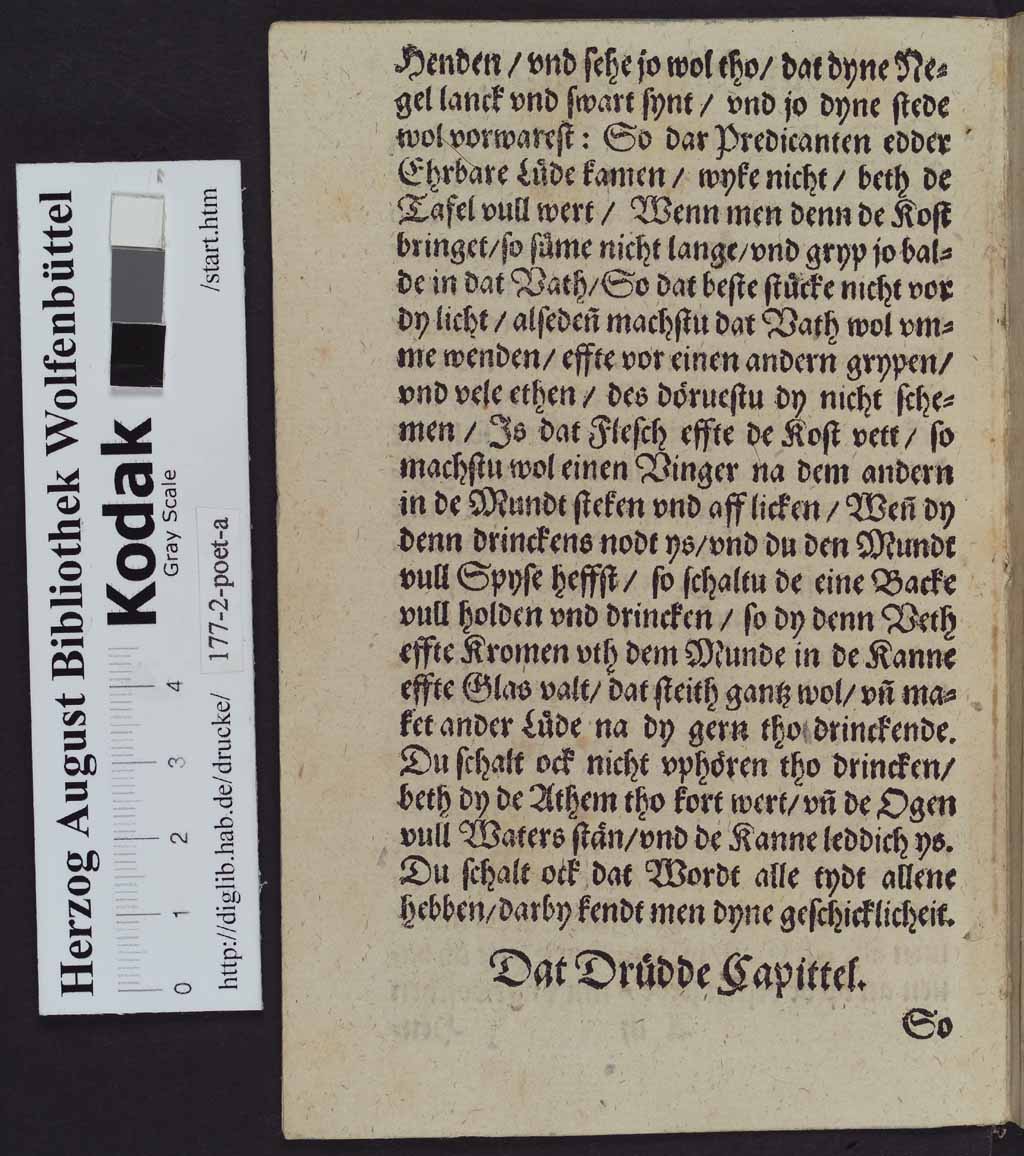 Henden / vnd sehe jo wol tho / dat dyne Ne⸗
gel lanck vnd swart synt / vnd jo dyne stede
wol vorwarest : So dar Predicanten edder
Ehrbare Lüde kamen / wyke nicht / beth de
Tafel vull wert / Wenn men denn de Kost
bringet/so süme nicht lange/vnd gryp jo bal⸗
de in dat Vath/So dat beste stücke nicht vor
dy licht / alsedeñ machstu dat Vath wol vm⸗
me wenden/ effte vor einen andern grypen/
vnd vele ethen / des döruestu dy nicht sche⸗
men / Is dat Flesch effte de Kost vett / so
machstu wol einen Vinger na dem andern
in de Mundt steken vnd aff licken / Weñ dy
denn drinckens nodt ys/vnd du den Mundt
vull Spyse heffst / so schaltu de eine Backe
vull holden vnd drincken / so dy denn Veth
effte Kromen vth dem Munde in de Kanne
effte Glas valt/ dat steith gantz wol/ vñ ma⸗
ket ander Lüde na dy gern tho drinckende.
Du schalt ock nicht vphören tho drincken/
beth dy de Athem tho kort wert/ vñ de Ogen
vull Waters stän/vnd de Kanne leddich ys.
Du schalt ock dat Wordt alle tydt allene
hebben/darby kendt men dyne geschicklicheit.
Dat Drüdde Capittel.
So
Herzog August Bibliothek Wolfenbüttel
Kodak
Gray Scale
0 1 2 3 4
http://diglib.hab.de/drucke/ 177-2-poet-a /start.htm